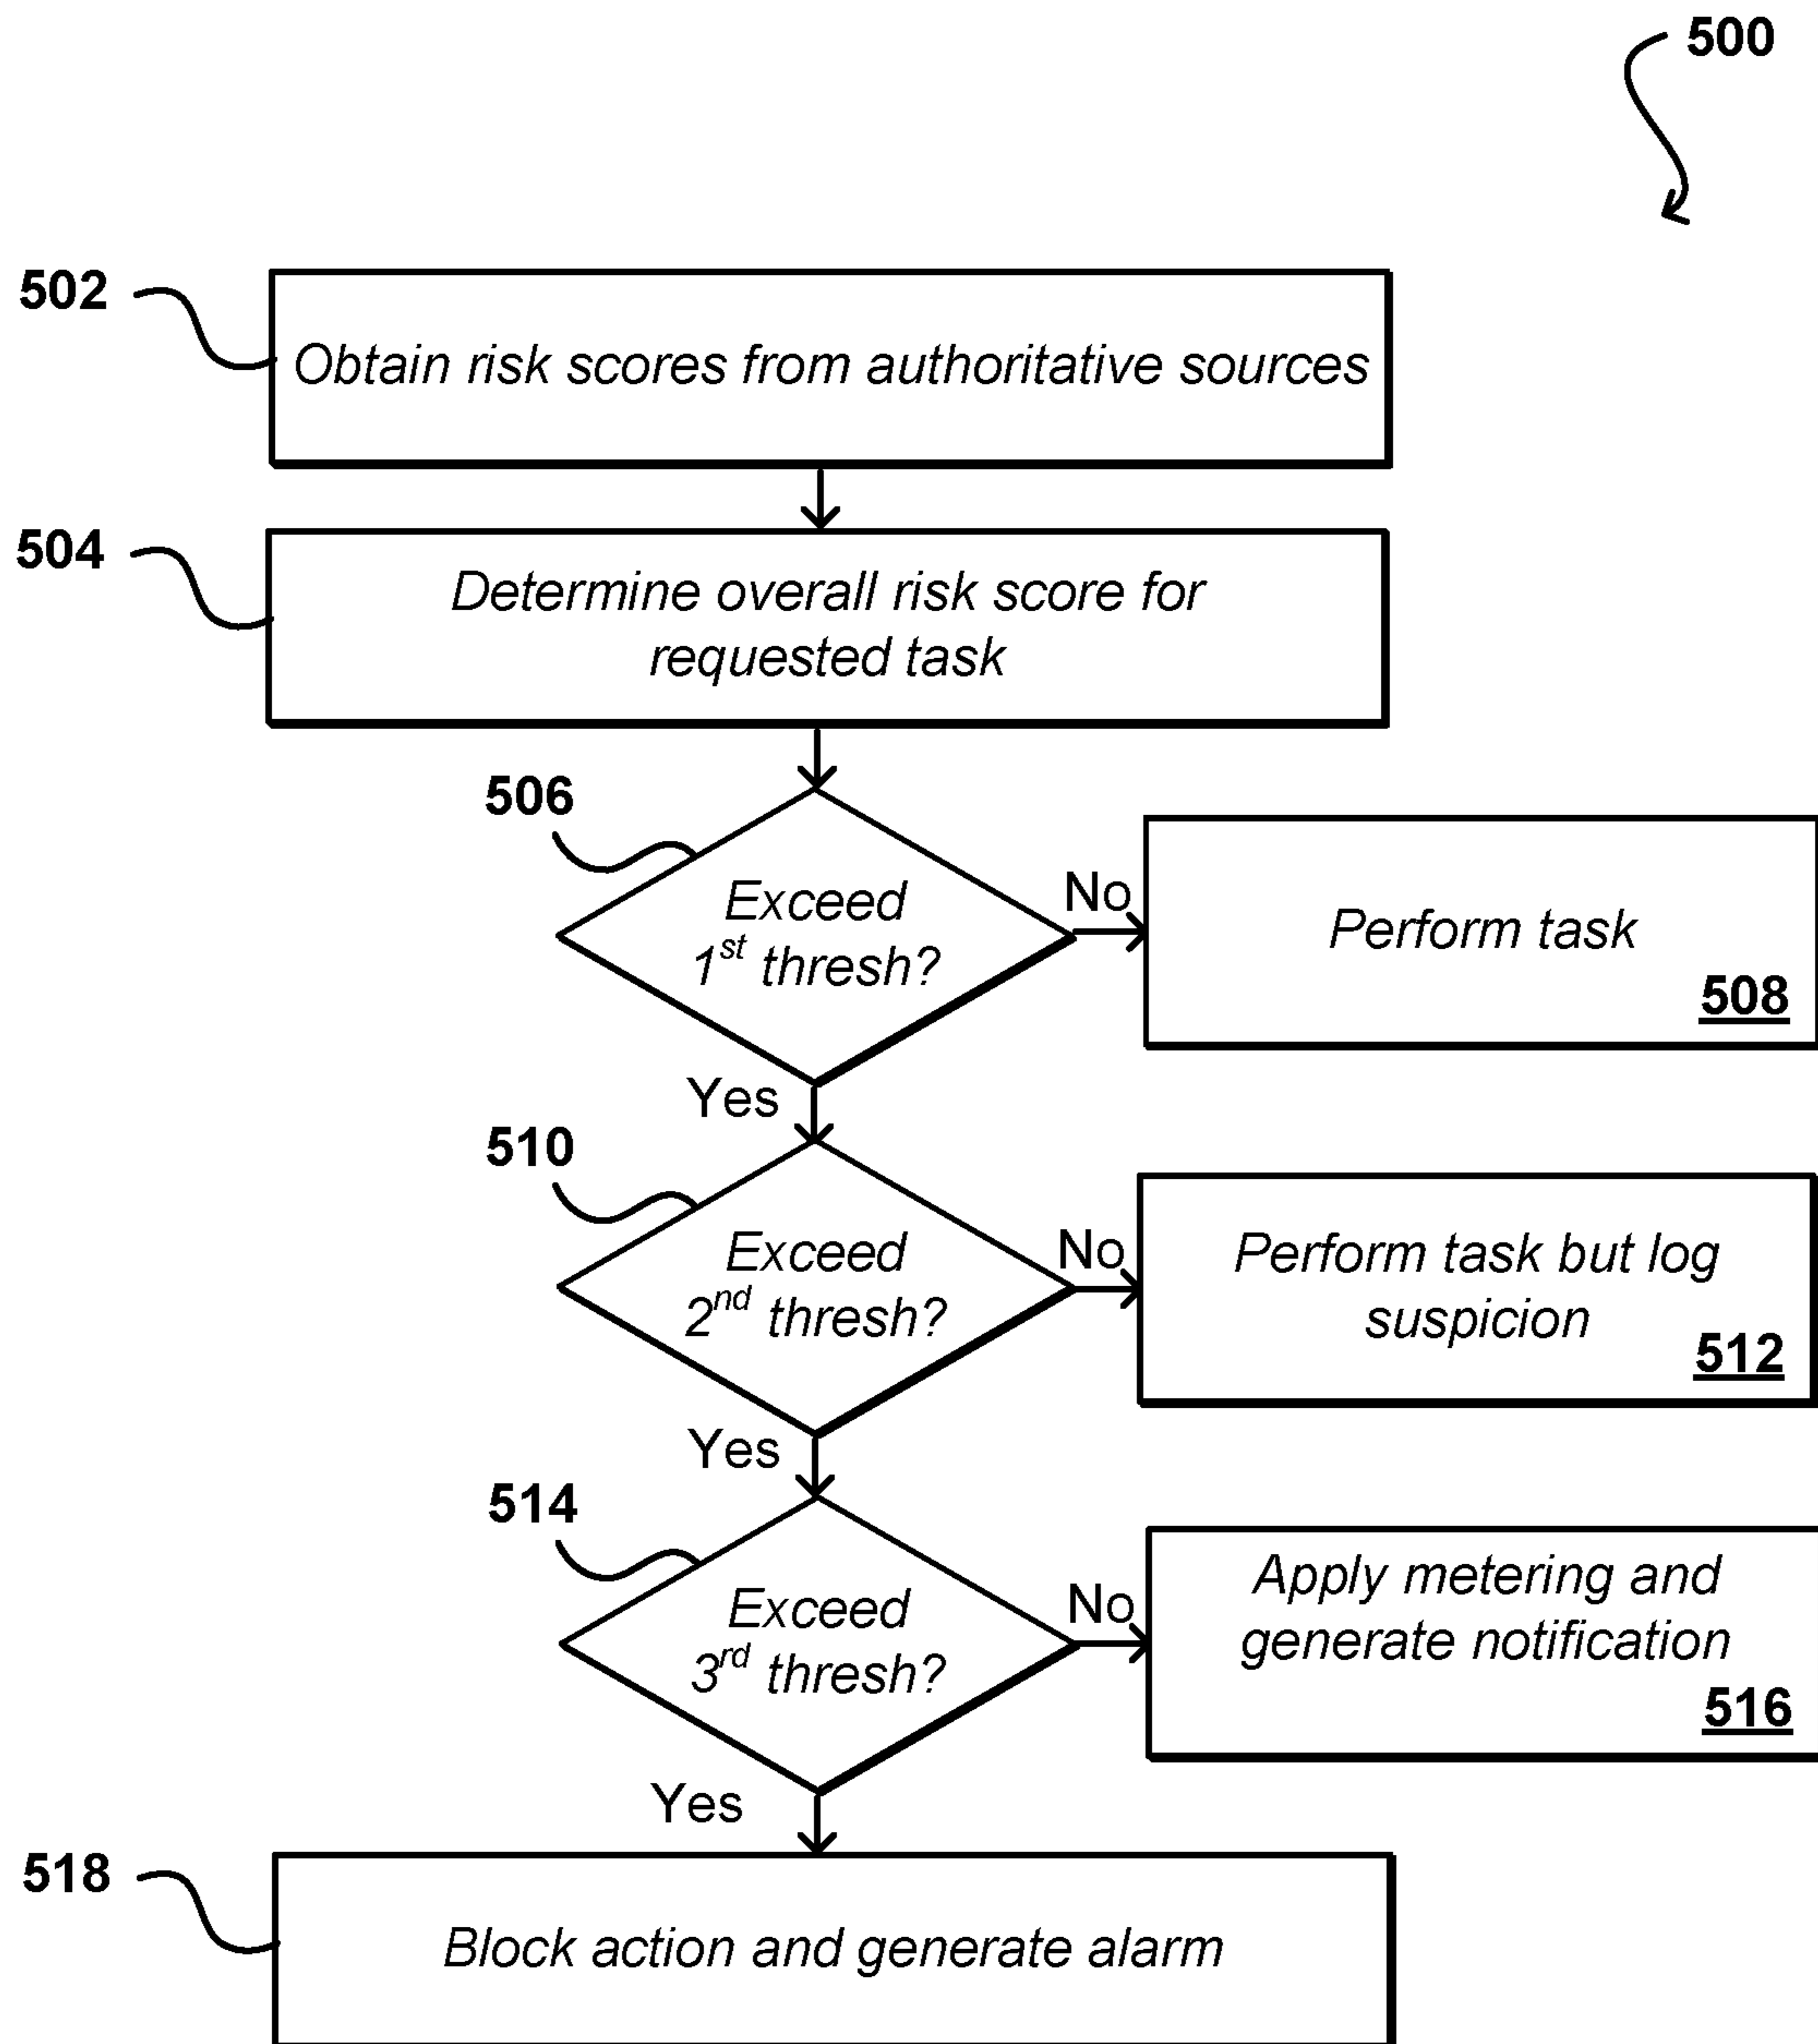 500
502
Obtain risk scores from authoritative sources
504
Determine overall risk score for
requested task
506
Exceed
1st thresh?
No
Perform task
508
Yes
510
Exceed
2nd thresh?
No
Perform task but log
suspicion
512
Yes
514
Exceed
3rd thresh?
No
Apply metering and
generate notification
516
Yes
518
Block action and generate alarm